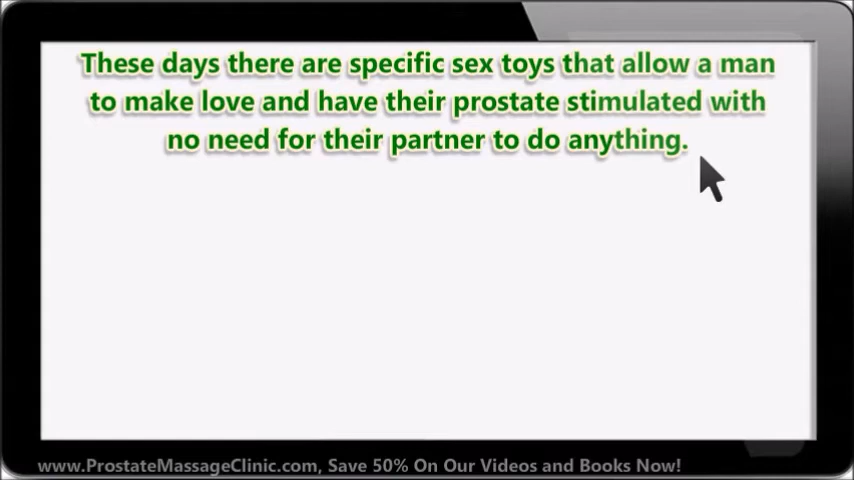 These days there are specific sex toys that allow a man
to make love and have their prostate stimulated with
no need for their partner to do anything.
www.ProstateMassageClinic.com, Save 50% On Our Videos and Books Now!